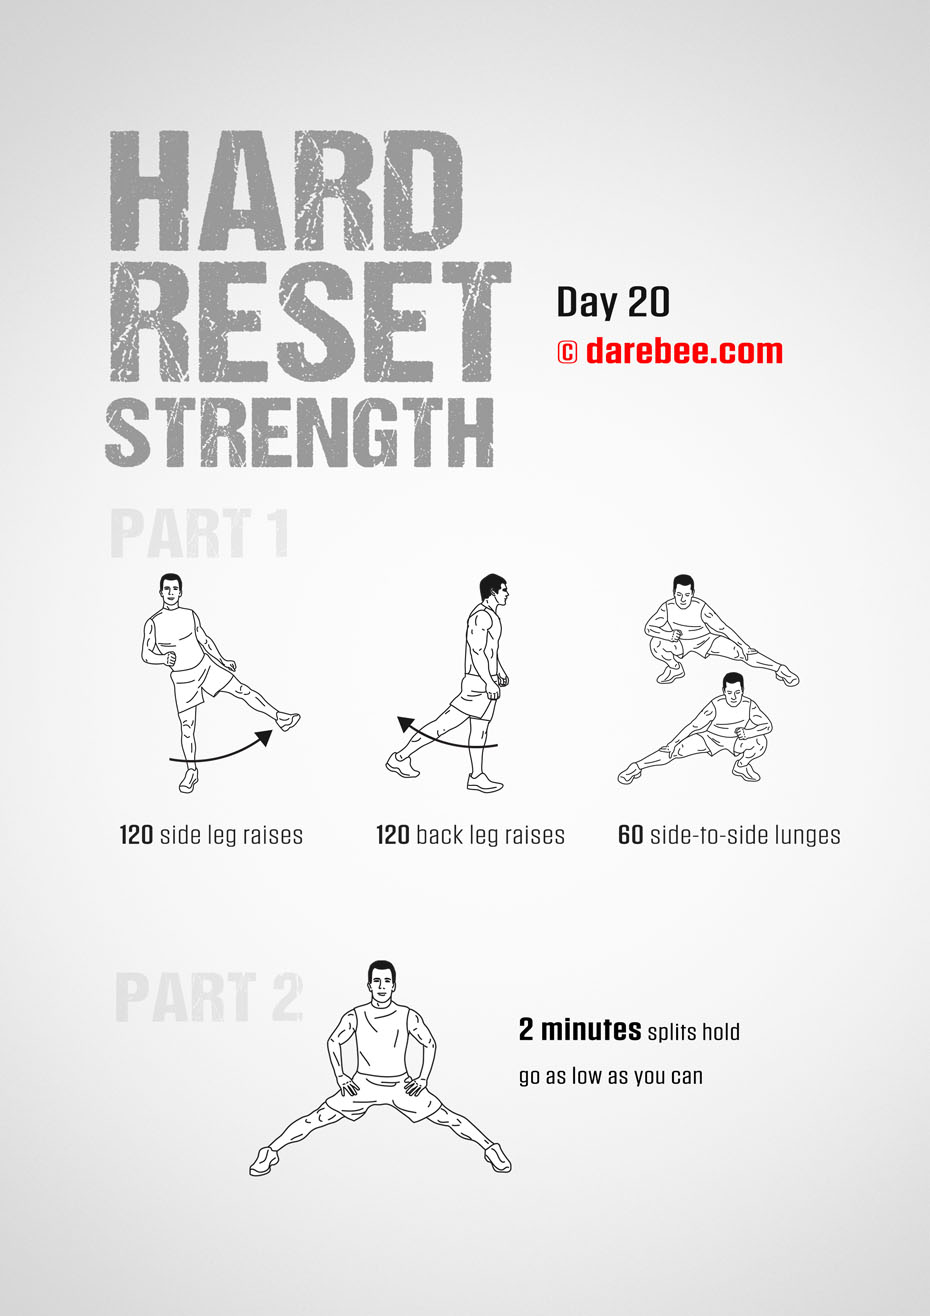 HARD
RESET
STRENGTH
Day 20
© darebee.com
PART 1
120 side leg raises
120 back leg raises
60 side-to-side lunges
PART 2
2 minutes splits hold
go as low as you can